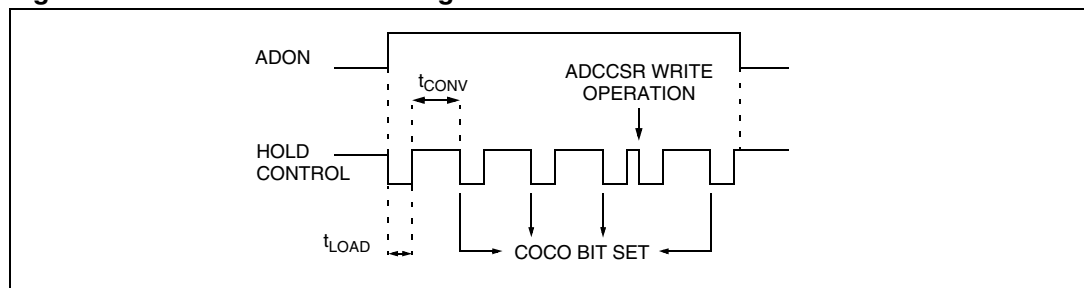 ADON
ADCCSR WRITE
OPERATION
tCONV
HOLD
CONTROL
tLOAD
COCO BIT SET